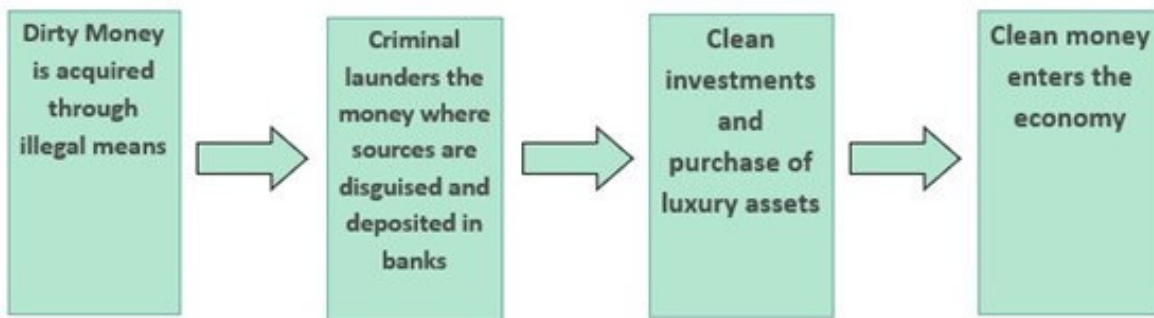 Dirty Money
is acquired
through
illegal means
Criminal
launders the
money where
sources are
disguised and
deposited in
banks
Clean
investments
and
purchase of
luxury assets
Clean money
enters the
economy